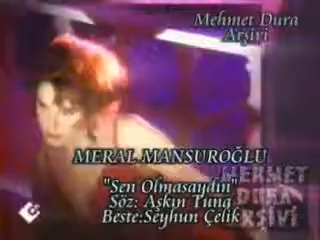 Mehmet Dura
Arşivi
MERAL MANSUROĞLU
"Sen Olmasaydın"
Söz: Aşkın Tuna
Beste:Seyhun Çelik
MEHMET
DURA
ARŞİVİ